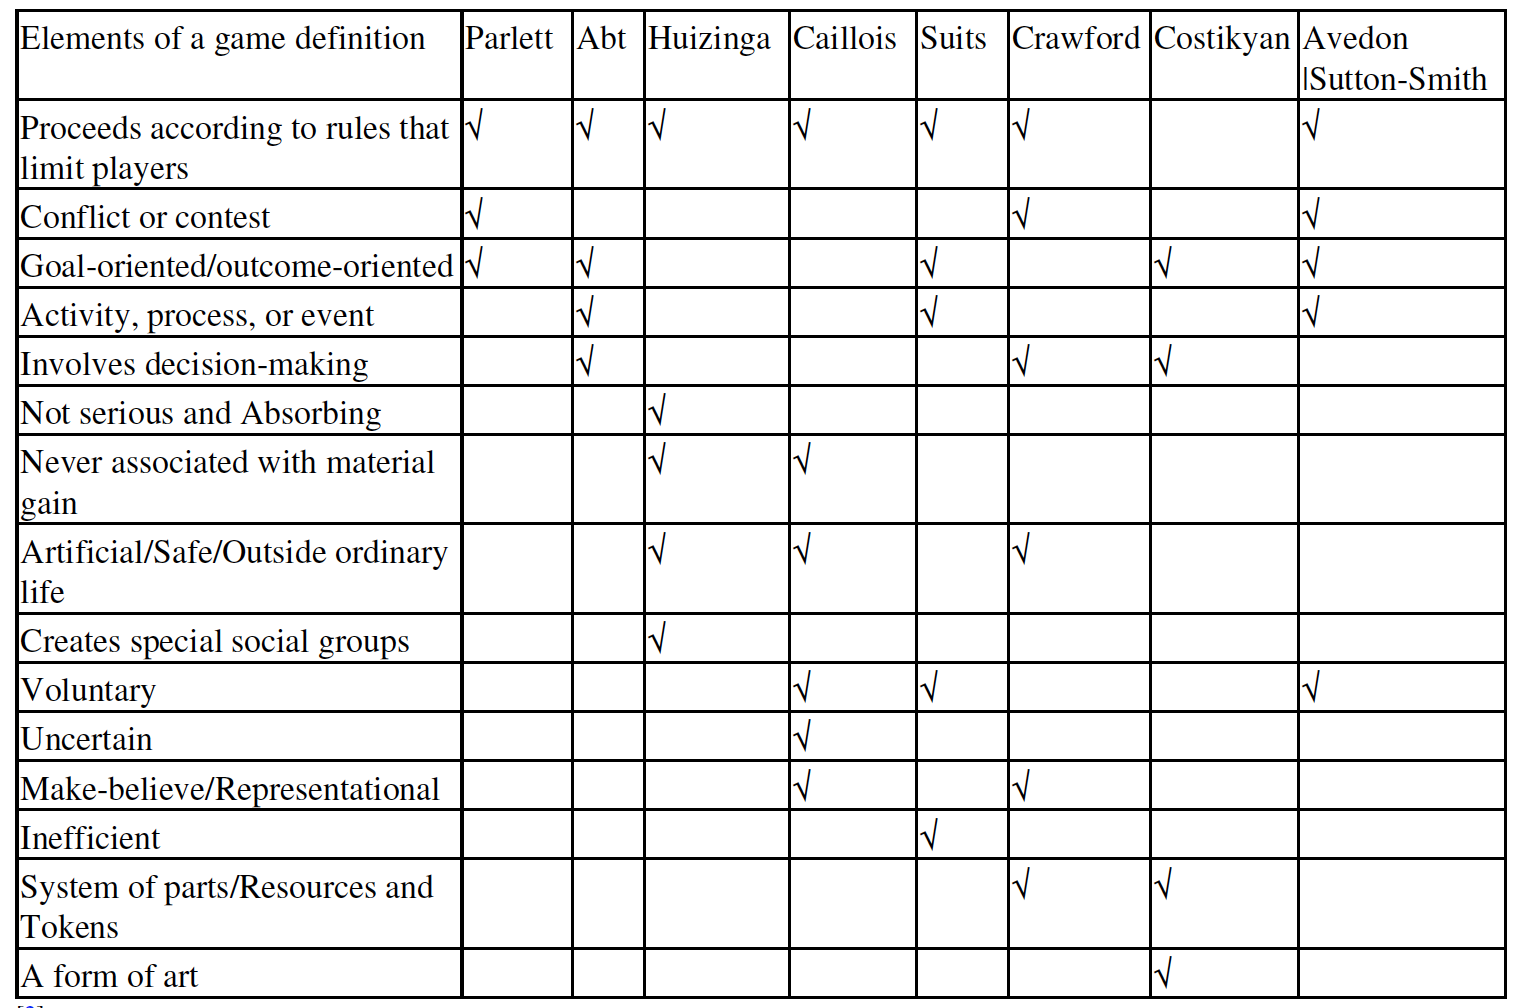 Elements of a game definition Parlett Abt Huizinga Caillois Suits Crawford Costikyan Avedon
|Sutton-Smith
Proceeds according to rules that √ √ √ √ √ √ √
limit players
Conflict or contest √ √ √
Goal-oriented/outcome-oriented √ √ √ √ √
Activity, process, or event √ √ √
Involves decision-making √ √ √
Not serious and Absorbing √
Never associated with material √ √
gain
Artificial/Safe/Outside ordinary √ √ √
life
Creates special social groups √
Voluntary √ √ √
Uncertain √
Make-believe/Representational √ √
Inefficient √
System of parts/Resources and √ √
Tokens
A form of art √